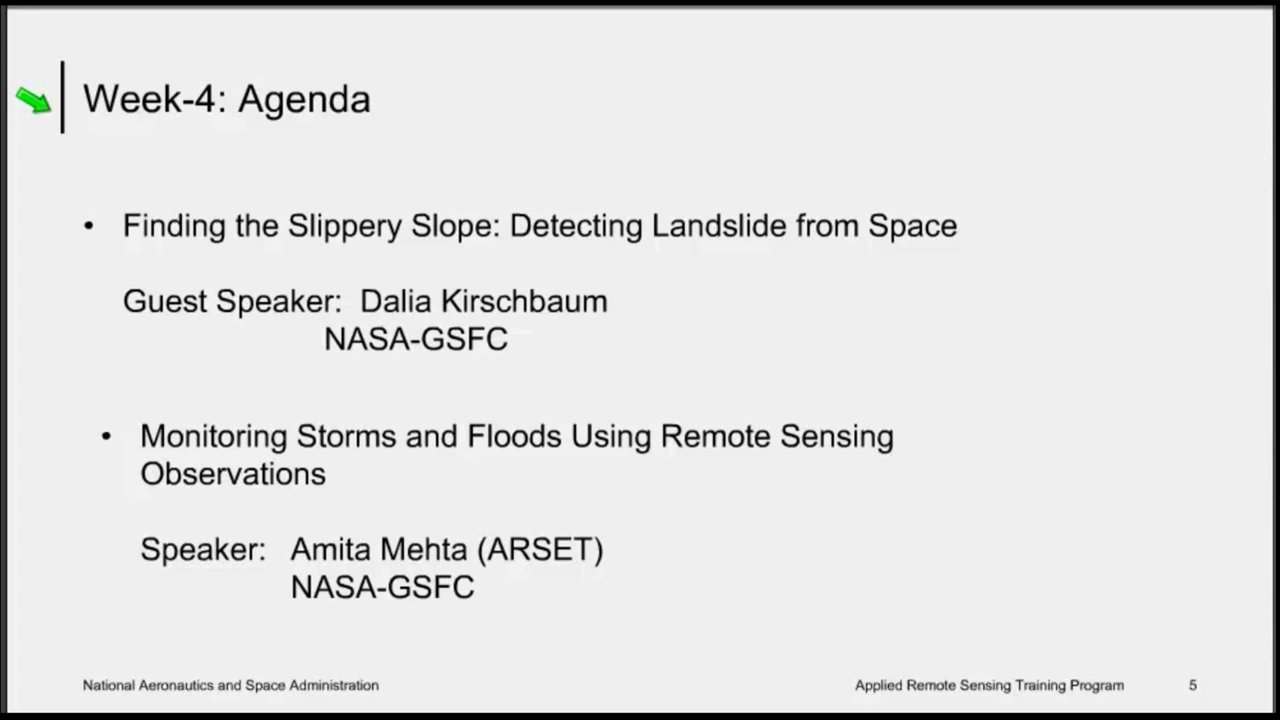 Week-4: Agenda
• Finding the Slippery Slope: Detecting Landslide from Space
Guest Speaker: Dalia Kirschbaum
NASA-GSFC
• Monitoring Storms and Floods Using Remote Sensing
Observations
Speaker: Amita Mehta (ARSET)
NASA-GSFC
National Aeronautics and Space Administration
Applied Remote Sensing Training Program
5